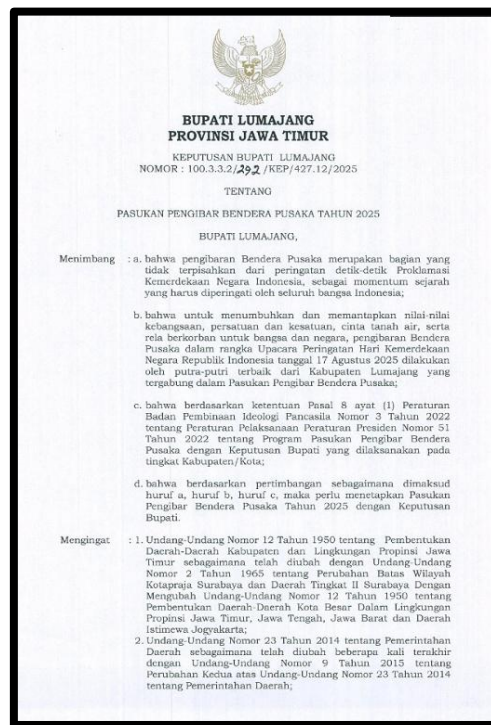 BUPATI LUMAJANG
PROVINSI JAWA TIMUR
KEPUTUSAN BUPATI LUMAJANG
NOMOR : 100.3.3.2/292/KEP/427.12/2025
TENTANG
PASUKAN PENGIBAR BENDERA PUSAKA TAHUN 2025
BUPATI LUMAJANG,
Menimbang : a. bahwa pengibaran Bendera Pusaka merupakan bagian yang
tidak terpisahkan dari peringatan detik-detik Proklamasi
Kemerdekaan Negara Indonesia, sebagai momentum sejarah
yang harus diperingati oleh seluruh bangsa Indonesia;
b. bahwa untuk menumbuhkan dan memantapkan nilai-nilai
kebangsaan, persatuan dan kesatuan, cinta tanah air, serta
rela berkorban untuk bangsa dan negara, pengibaran Bendera
Pusaka dalam rangka Upacara Peringatan Hari Kemerdekaan
Negara Republik Indonesia tanggal 17 Agustus 2025 dilakukan
oleh putra-putri terbaik dari Kabupaten Lumajang yang
tergabung dalam Pasukan Pengibar Bendera Pusaka;
c. bahwa berdasarkan ketentuan Pasal 8 ayat (1) Peraturan
Badan Pembinaan Ideologi Pancasila Nomor 3 Tahun 2022
tentang Peraturan Pelaksanaan Peraturan Presiden Nomor 51
Tahun 2022 tentang Program Pasukan Pengibar Bendera
Pusaka dengan Keputusan Bupati yang dilaksanakan pada
tingkat Kabupaten/Kota;
d. bahwa berdasarkan pertimbangan sebagaimana dimaksud
huruf a, huruf b, huruf c, maka perlu menetapkan Pasukan
Pengibar Bendera Pusaka Tahun 2025 dengan Keputusan
Bupati.
Mengingat : 1. Undang-Undang Nomor 12 Tahun 1950 tentang Pembentukan
Daerah-Daerah Kabupaten dan Lingkungan Propinsi Jawa
Timur sebagaimana telah diubah dengan Undang-Undang
Nomor 2 Tahun 1965 tentang Perubahan Batas Wilayah
Kotapraja Surabaya dan Daerah Tingkat II Surabaya Dengan
Mengubah Undang-Undang Nomor 12 Tahun 1950 tentang
Pembentukan Daerah-Daerah Kota Besar Dalam Lingkungan
Propinsi Jawa Timur, Jawa Tengah, Jawa Barat dan Daerah
Istimewa Jogyakarta;
2. Undang-Undang Nomor 23 Tahun 2014 tentang Pemerintahan
Daerah sebagaimana telah diubah beberapa kali terakhir
dengan Undang-Undang Nomor 9 Tahun 2015 tentang
Perubahan Kedua atas Undang-Undang Nomor 23 Tahun 2014
tentang Pemerintahan Daerah;